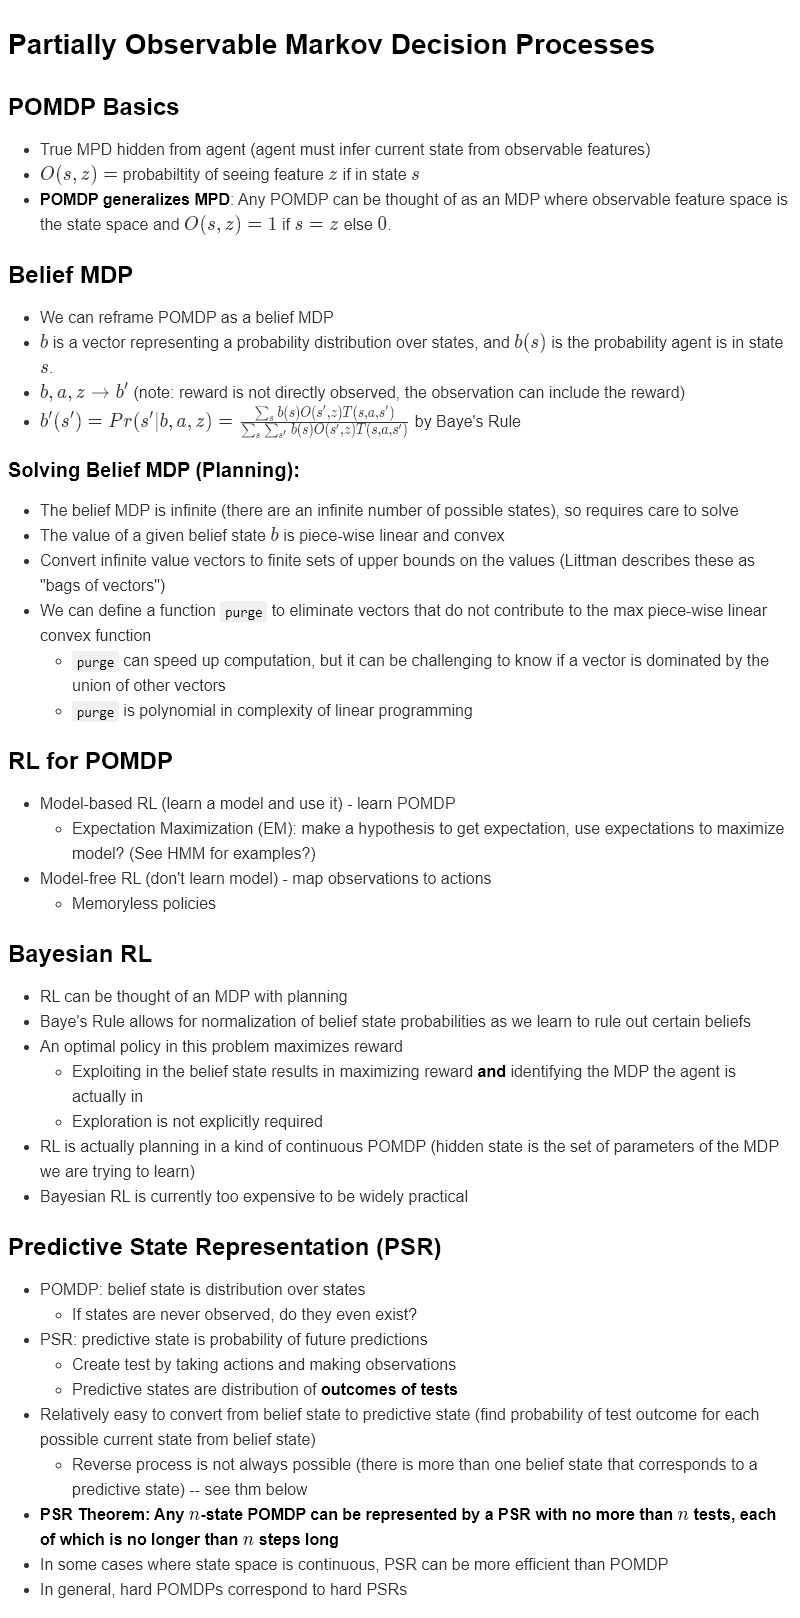 Partially Observable Markov Decision Processes
POMDP Basics
• True MPD hidden from agent (agent must infer current state from observable features)
• O(s, z) = probabiltity of seeing feature z if in state s
• POMDP generalizes MPD: Any POMDP can be thought of as an MDP where observable feature space is
the state space and O(s, z) = 1 if s = z else 0.
Belief MDP
• We can reframe POMDP as a belief MDP
• b is a vector representing a probability distribution over states, and b(s) is the probability agent is in state
s.
• b, a, z → b′ (note: reward is not directly observed, the observation can include the reward)
• b′(s′) = Pr(s′|b, a, z) = ∑ₛ b(s)O(s′,z)T(s,a,s′) / ∑ₛ ∑ₛ′ b(s)O(s′,z)T(s,a,s′) by Baye's Rule
Solving Belief MDP (Planning):
• The belief MDP is infinite (there are an infinite number of possible states), so requires care to solve
• The value of a given belief state b is piece-wise linear and convex
• Convert infinite value vectors to finite sets of upper bounds on the values (Littman describes these as
"bags of vectors")
• We can define a function purge to eliminate vectors that do not contribute to the max piece-wise linear
convex function
◦ purge can speed up computation, but it can be challenging to know if a vector is dominated by the
union of other vectors
◦ purge is polynomial in complexity of linear programming
RL for POMDP
• Model-based RL (learn a model and use it) - learn POMDP
◦ Expectation Maximization (EM): make a hypothesis to get expectation, use expectations to maximize
model? (See HMM for examples?)
• Model-free RL (don't learn model) - map observations to actions
◦ Memoryless policies
Bayesian RL
• RL can be thought of an MDP with planning
• Baye's Rule allows for normalization of belief state probabilities as we learn to rule out certain beliefs
• An optimal policy in this problem maximizes reward
◦ Exploiting in the belief state results in maximizing reward and identifying the MDP the agent is
actually in
◦ Exploration is not explicitly required
• RL is actually planning in a kind of continuous POMDP (hidden state is the set of parameters of the MDP
we are trying to learn)
• Bayesian RL is currently too expensive to be widely practical
Predictive State Representation (PSR)
• POMDP: belief state is distribution over states
◦ If states are never observed, do they even exist?
• PSR: predictive state is probability of future predictions
◦ Create test by taking actions and making observations
◦ Predictive states are distribution of outcomes of tests
• Relatively easy to convert from belief state to predictive state (find probability of test outcome for each
possible current state from belief state)
◦ Reverse process is not always possible (there is more than one belief state that corresponds to a
predictive state) -- see thm below
• PSR Theorem: Any n-state POMDP can be represented by a PSR with no more than n tests, each
of which is no longer than n steps long
• In some cases where state space is continuous, PSR can be more efficient than POMDP
• In general, hard POMDPs correspond to hard PSRs